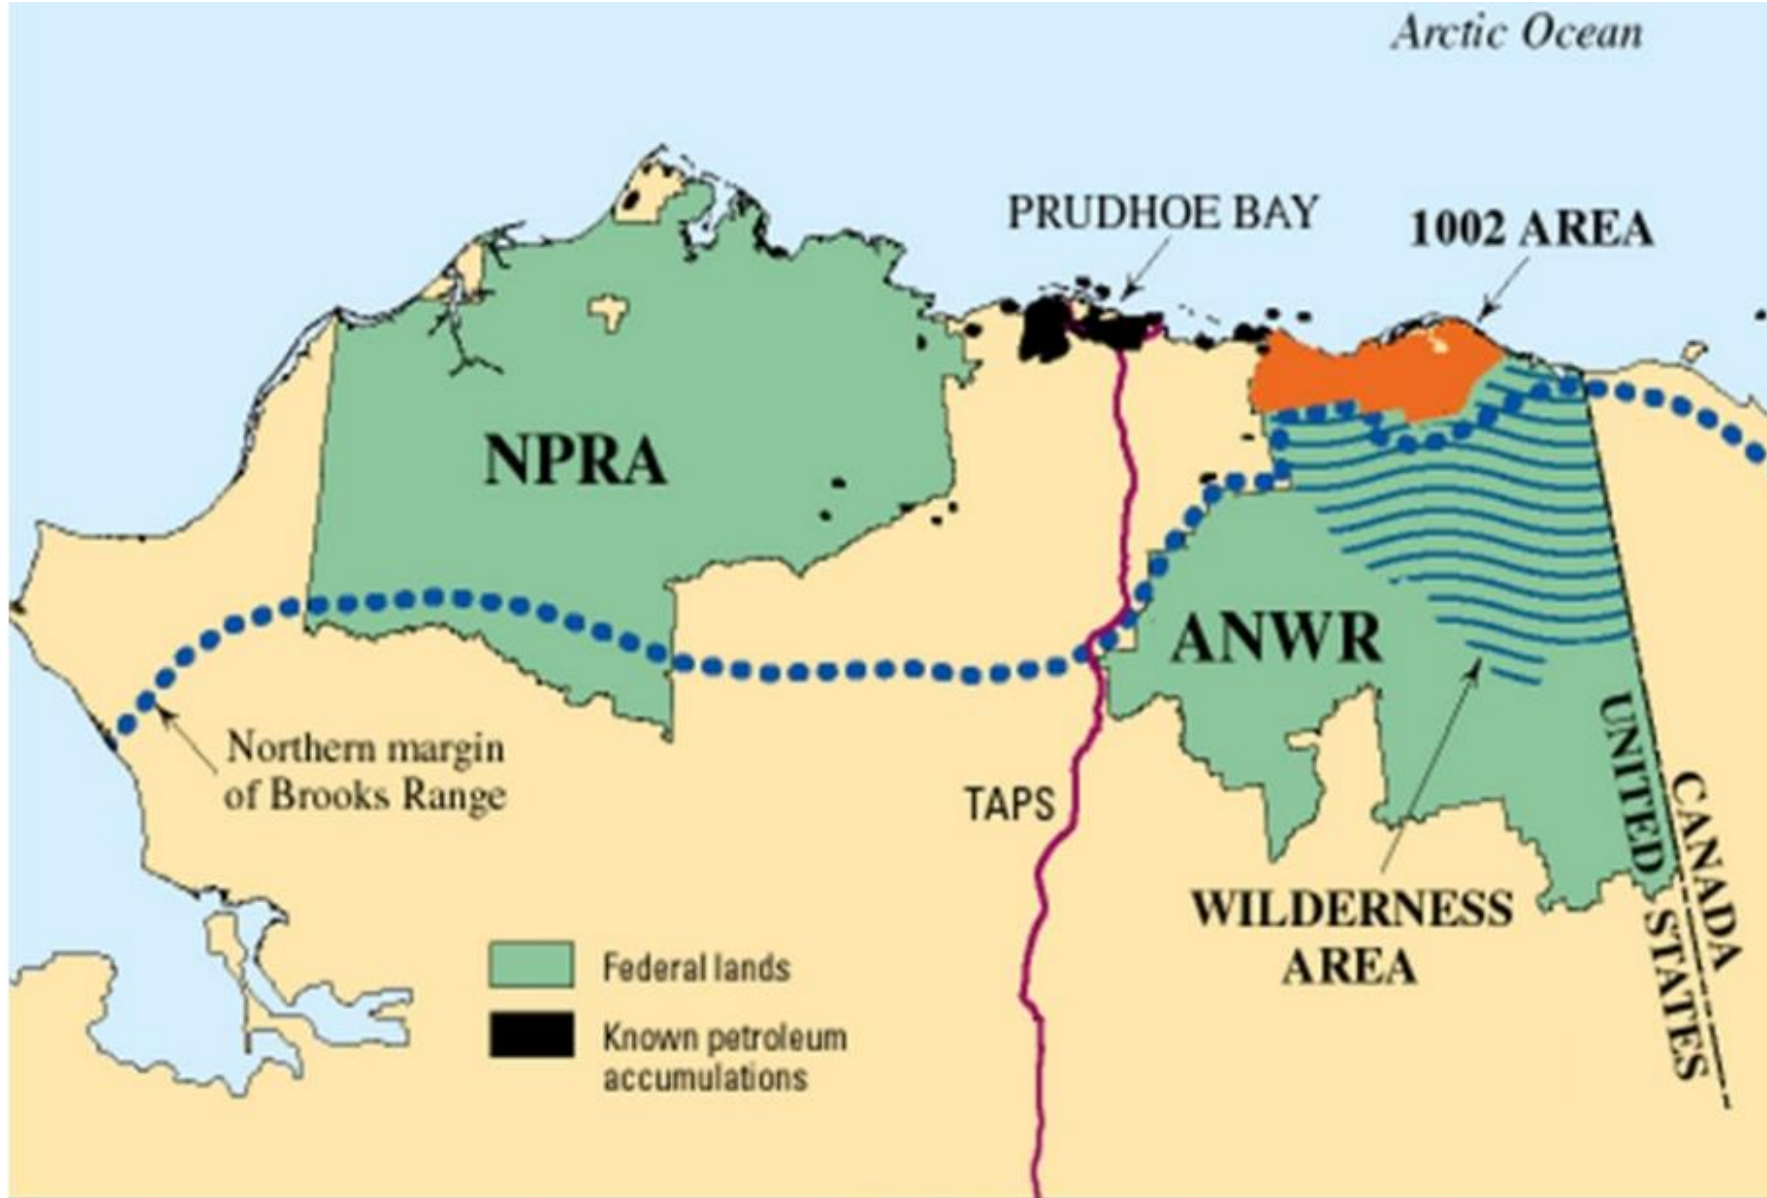 Arctic Ocean
PRUDHOE BAY
1002 AREA
NPRA
ANWR
Northern margin
of Brooks Range
TAPS
UNITED STATES
CANADA
WILDERNESS
AREA
Federal lands
Known petroleum
accumulations